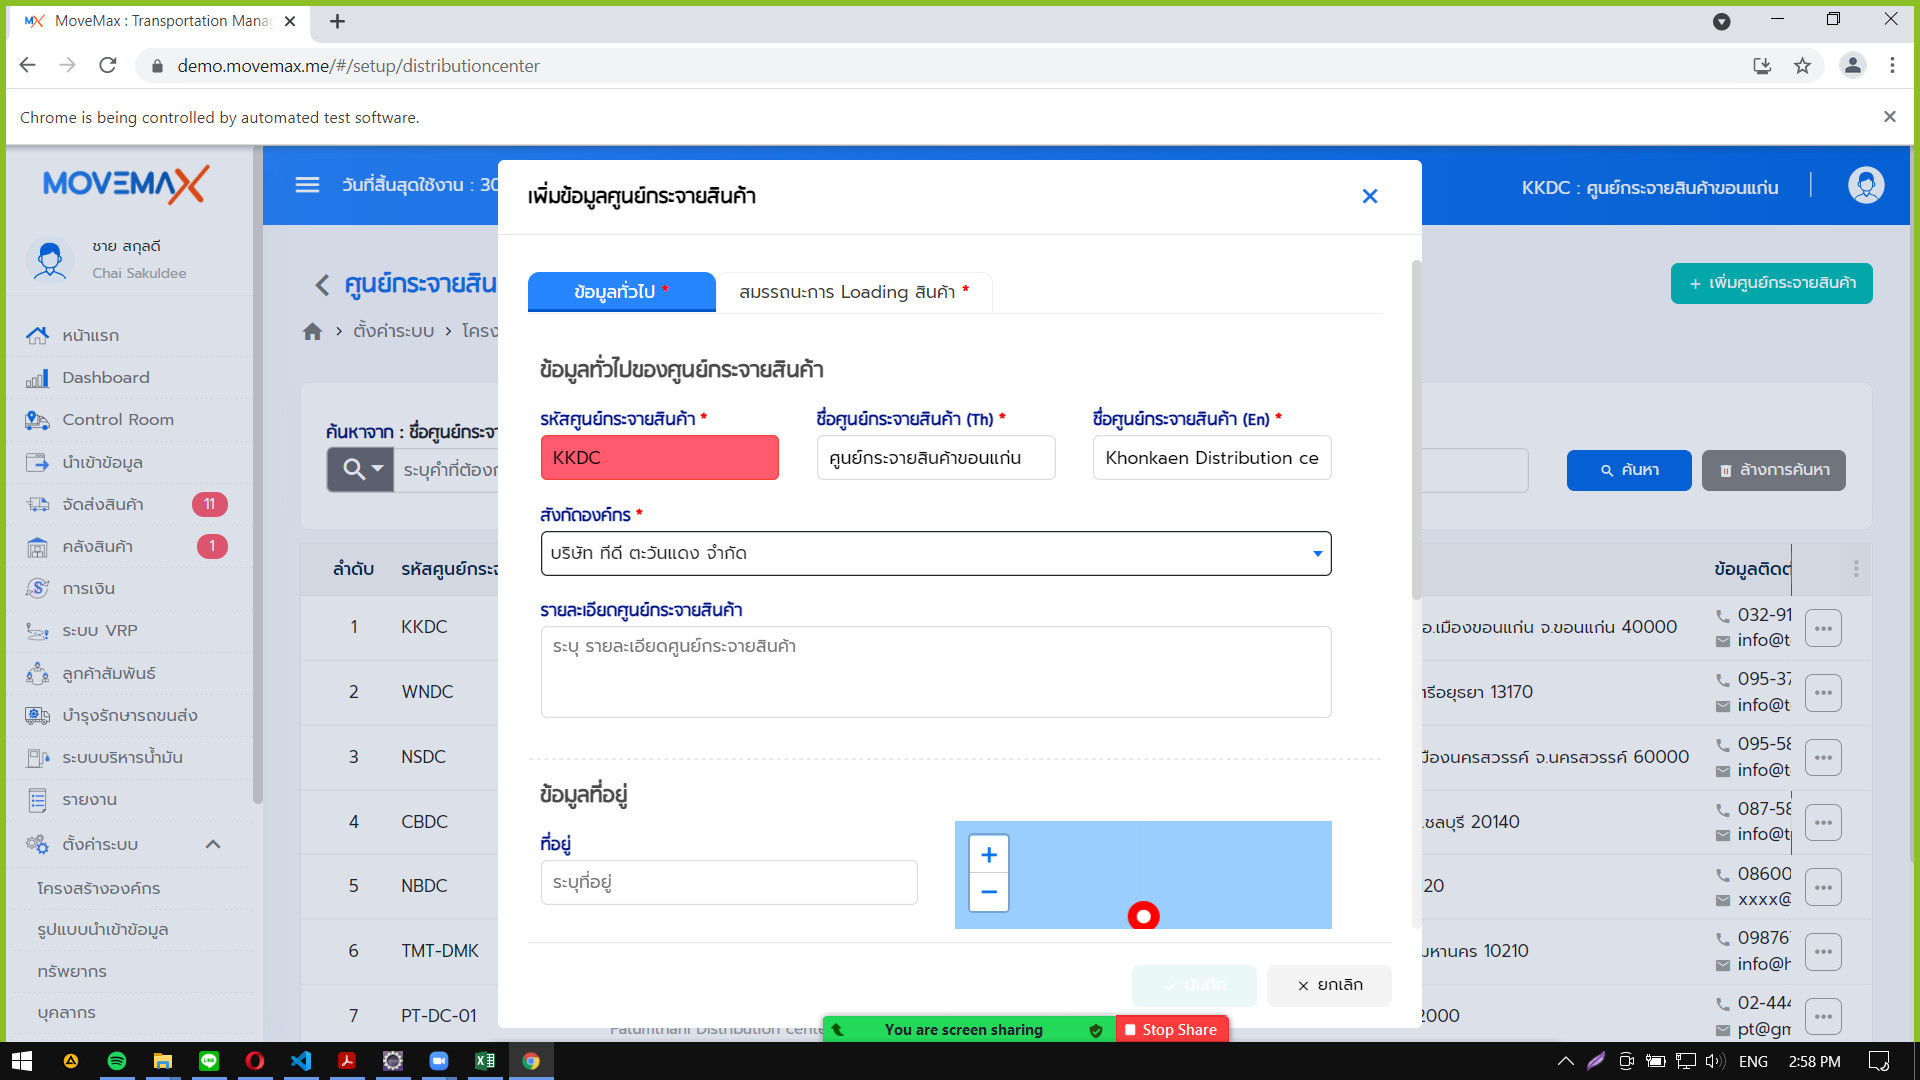 MoveMax : Transportation Mana
demo.movemax.me/#/setup/distributioncenter
Chrome is being controlled by automated test software.
MOVEMAX
ชาย สกุลดี
Chai Sakuldee
หน้าแรก
Dashboard
Control Room
นำเข้าข้อมูล
จัดส่งสินค้า 11
คลังสินค้า 1
การเงิน
ระบบ VRP
ลูกค้าสัมพันธ์
บำรุงรักษารถขนส่ง
ระบบบริหารน้ำมัน
รายงาน
ตั้งค่าระบบ
โครงสร้างองค์กร
รูปแบบนำเข้าข้อมูล
ทรัพยากร
บุคลากร
วันที่สิ้นสุดใช้งาน : 30
KKDC : ศูนย์กระจายสินค้าขอนแก่น
ศูนย์กระจายสิน
+ เพิ่มศูนย์กระจายสินค้า
> ตั้งค่าระบบ > โครง
ค้นหาจาก : ชื่อศูนย์กระจา
ระบุคำที่ต้องก
ค้นหา
ล้างการค้นหา
ลำดับ รหัสศูนย์กระจ ข้อมูลติดต
1 KKDC อ.เมืองขอนแก่น จ.ขอนแก่น 40000 032-91
info@t
2 WNDC 13170 095-37
info@t
3 NSDC มืองนครสวรรค์ จ.นครสวรรค์ 60000 095-58
info@t
4 CBDC .ชลบุรี 20140 087-58
info@t
5 NBDC 20 08600
xxxx@
6 TMT-DMK มหานคร 10210 09876
info@h
7 PT-DC-01 2000 02-444
pt@gm
เพิ่มข้อมูลศูนย์กระจายสินค้า
ข้อมูลทั่วไป *
สมรรถนะการ Loading สินค้า *
ข้อมูลทั่วไปของศูนย์กระจายสินค้า
รหัสศูนย์กระจายสินค้า * ชื่อศูนย์กระจายสินค้า (Th) * ชื่อศูนย์กระจายสินค้า (En) *
KKDC ศูนย์กระจายสินค้าขอนแก่น Khonkaen Distribution ce
สังกัดองค์กร *
บริษัท ทีดี ตะวันแดง จำกัด
รายละเอียดศูนย์กระจายสินค้า
ระบุ รายละเอียดศูนย์กระจายสินค้า
ข้อมูลที่อยู่
ที่อยู่
ระบุที่อยู่
+
−
บันทึก
ยกเลิก
You are screen sharing
Stop Share
ENG 2:58 PM